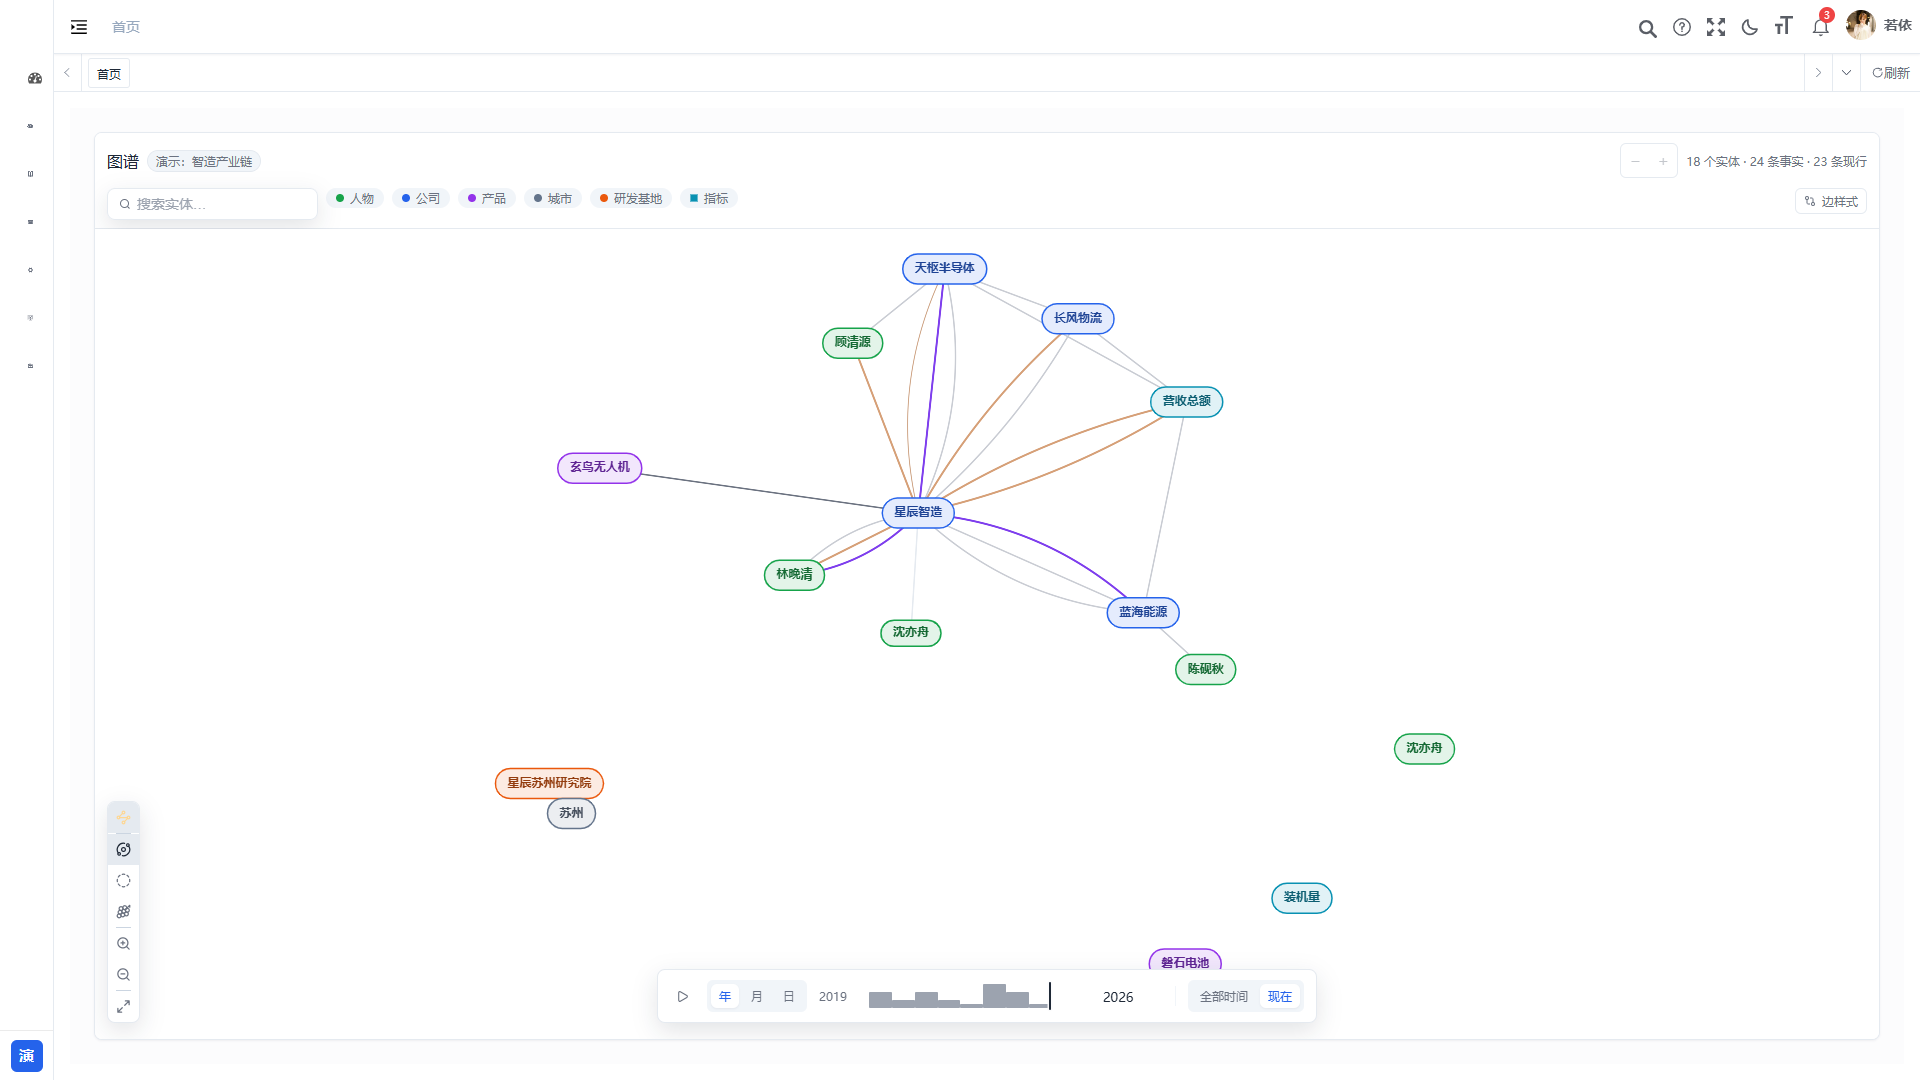 首页
3
若依
首页
刷新
图谱
演示：智造产业链
18 个实体 · 24 条事实 · 23 条现行
搜索实体...
人物
公司
产品
城市
研发基地
指标
边样式
天枢半导体
长风物流
顾清源
营收总额
玄鸟无人机
星辰智造
林晚清
蓝海能源
沈亦舟
陈砚秋
沈亦舟
星辰苏州研究院
苏州
装机量
磐石电池
年
月
日
2019
2026
全部时间
现在
演